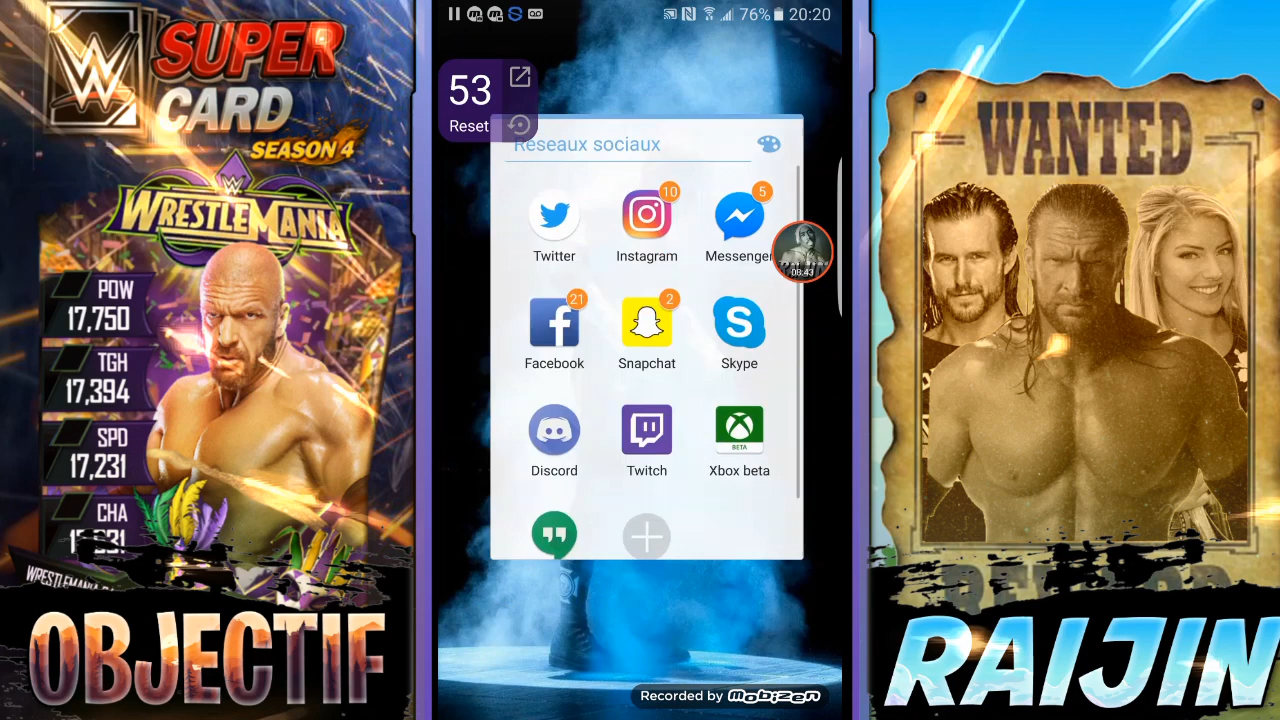 W
SUPER
CARD
SEASON 4
W
WRESTLEMANIA
POW
17,750
TGH
17,394
SPD
17,231
CHA
OBJECTIF
76% 20:20
53
Reset
Réseaux sociaux
10
5
Twitter
Instagram
Messenger
08:43
21
2
Facebook
Snapchat
Skype
BETA
Discord
Twitch
Xbox beta
Recorded by mobizen
WANTED
RAIJIN